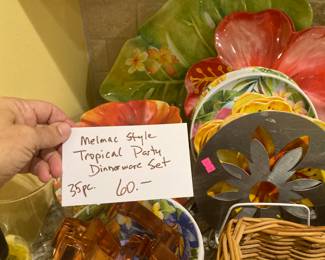 Melmac Style
Tropical Party
Dinnerware Set
35pc. 60.—